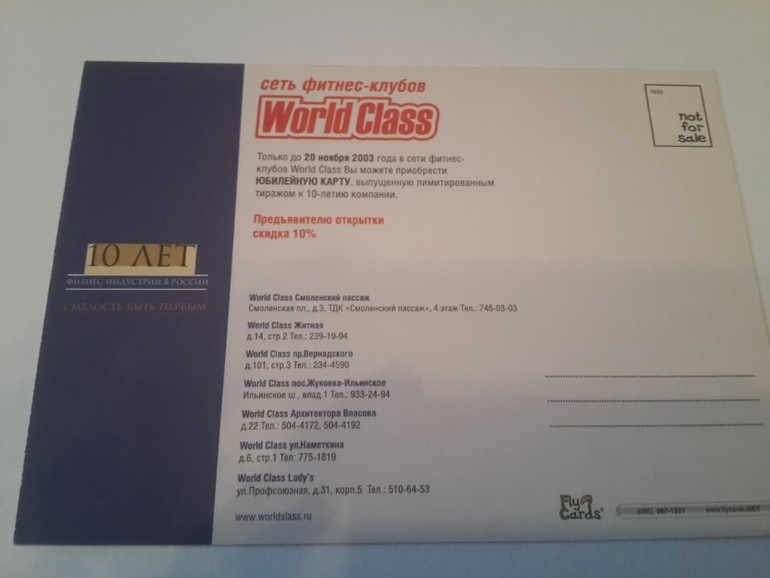 сеть фитнес-клубов
World Class
1932
not
for
sale
Только до 20 ноября 2003 года в сети фитнес-
клубов World Class Вы можете приобрести
ЮБИЛЕЙНУЮ КАРТУ, выпущенную лимитированным
тиражом к 10-летию компании.
Предъявителю открытки
скидка 10%
10 ЛЕТ
ФИТНЕС-ИНДУСТРИИ В РОССИИ
СМЕЛОСТЬ БЫТЬ ПЕРВЫМ
World Class Смоленский пассаж
Смоленская пл., д.3, ТДК «Смоленский пассаж», 4 этаж Тел.: 746-03-03
World Class Житная
д.14, стр.2 Тел.: 239-19-94
World Class пр.Вернадского
д.101, стр.3 Тел.: 234-4590
World Class пос.Жуковка-Ильинское
Ильинское ш., влад.1 Тел.: 933-24-94
World Class Архитектора Власова
д.22 Тел.: 504-4172, 504-4192
World Class ул.Наметкина
д.6, стр.1 Тел: 775-1819
World Class Lady's
ул.Профсоюзная, д.31, корп.5 Тел.: 510-64-53
www.worldslass.ru
Fly
Cards
(095) 967-1551 www.flycards.NET